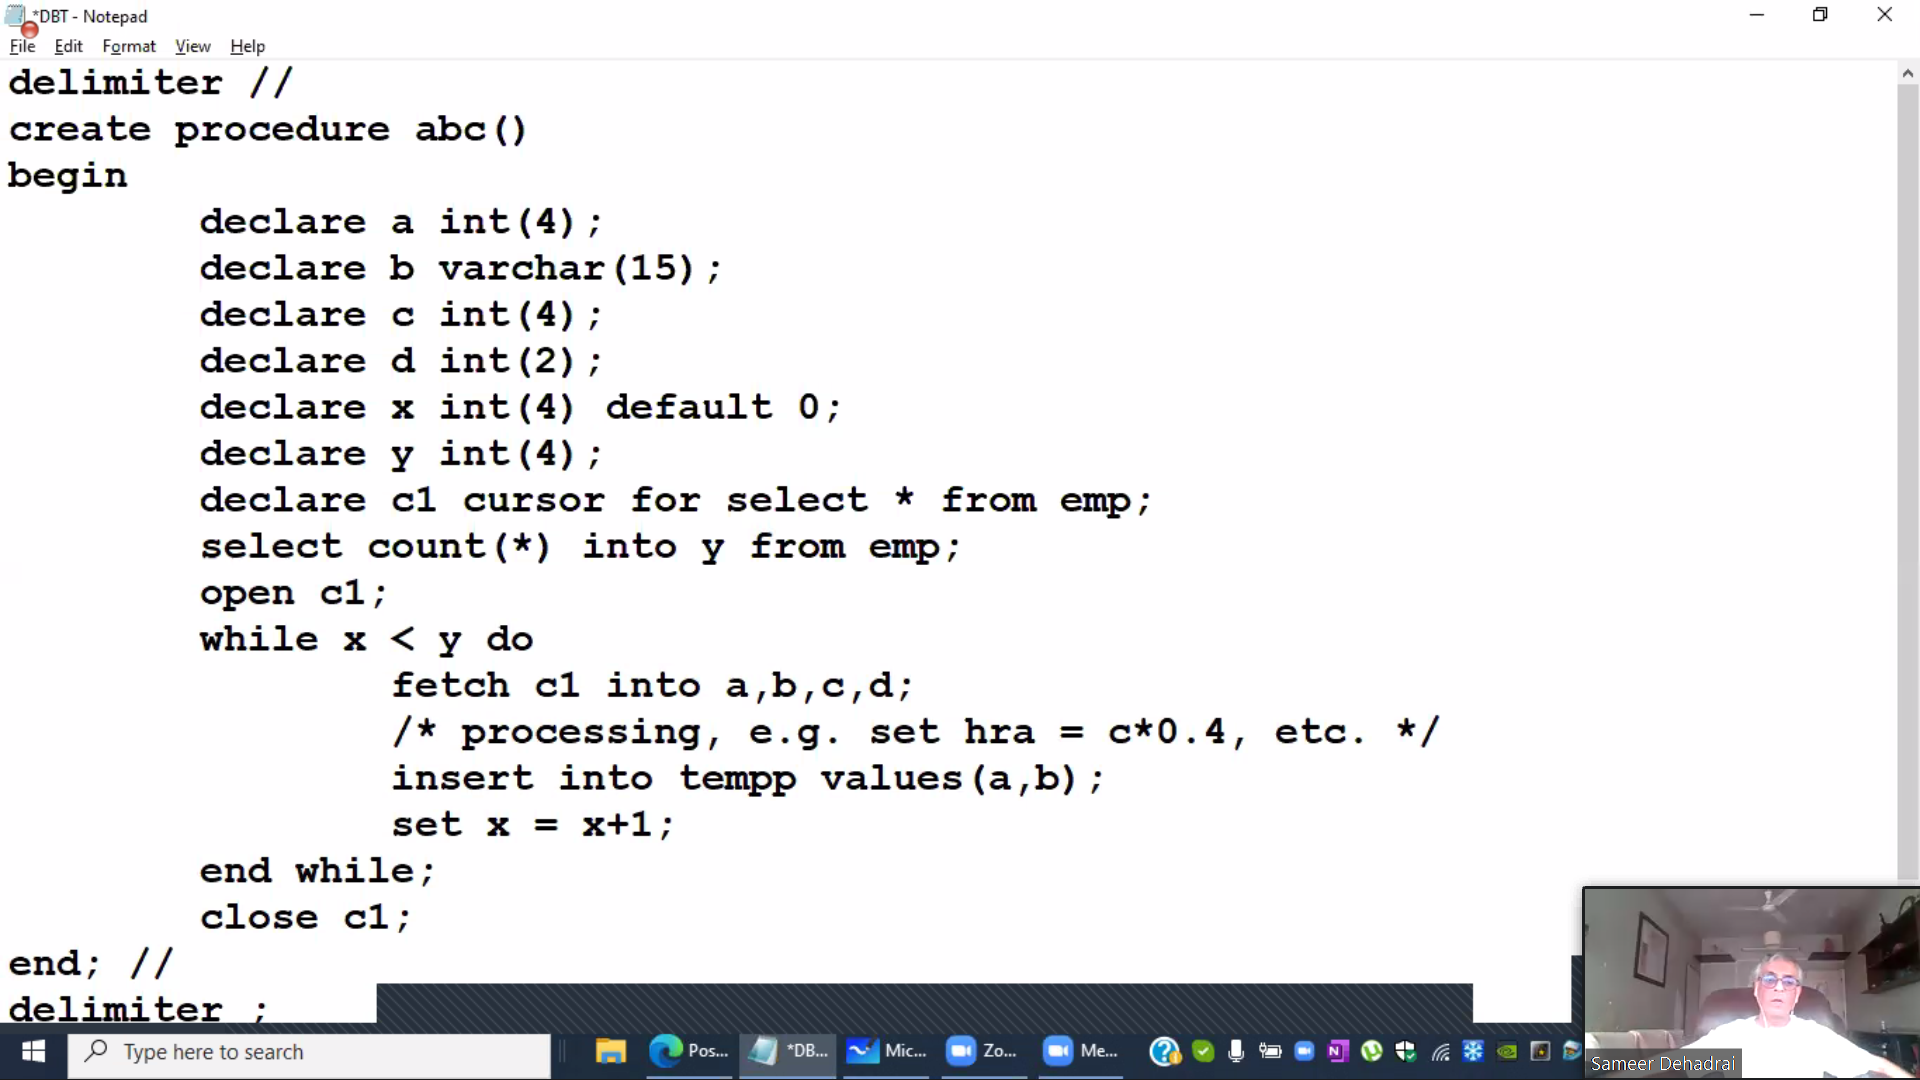 *DBT - Notepad
File Edit Format View Help
delimiter //
create procedure abc()
begin
declare a int(4);
declare b varchar(15);
declare c int(4);
declare d int(2);
declare x int(4) default 0;
declare y int(4);
declare c1 cursor for select * from emp;
select count(*) into y from emp;
open c1;
while x < y do
fetch c1 into a,b,c,d;
/* processing, e.g. set hra = c*0.4, etc. */
insert into tempp values(a,b);
set x = x+1;
end while;
close c1;
end; //
delimiter ;
Type here to search Pos... *DB... Mic... Zo... Me...
Sameer Dehadrai